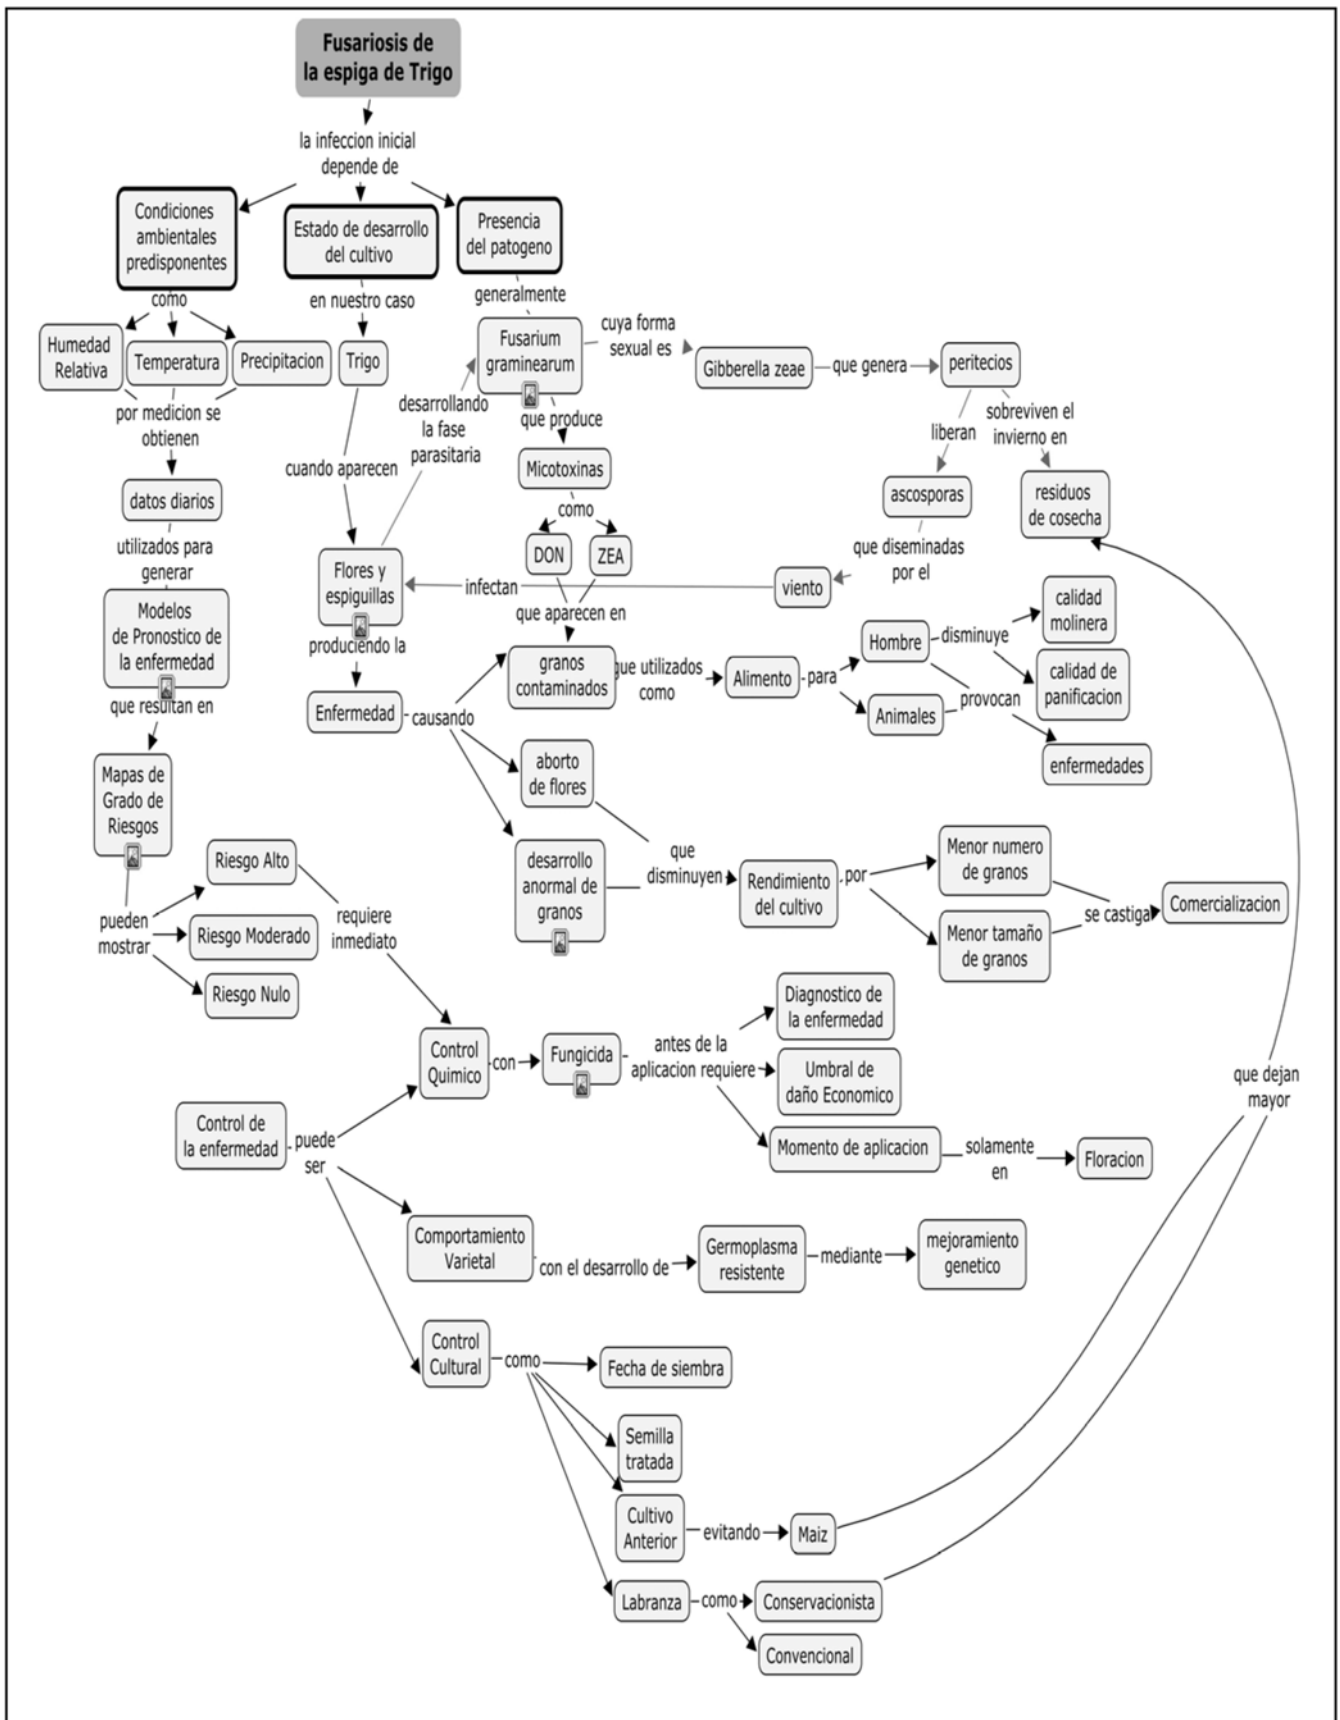 Fusariosis de
la espiga de Trigo
la infeccion inicial
depende de
Condiciones
ambientales
predisponentes
Estado de desarrollo
del cultivo
Presencia
del patogeno
como
en nuestro caso
generalmente
Humedad
Relativa
Temperatura
Precipitacion
Trigo
Fusarium
graminearum
cuya forma
sexual es
Gibberella zeae
que genera
peritecios
por medicion se
obtienen
desarrollando
la fase
parasitaria
que produce
liberan
sobreviven el
invierno en
cuando aparecen
Micotoxinas
datos diarios
como
ascosporas
residuos
de cosecha
utilizados para
generar
DON
ZEA
que diseminadas
por el
Flores y
espiguillas
infectan
viento
Modelos
de Pronostico de
la enfermedad
que aparecen en
calidad
molinera
produciendo la
granos
contaminados
que utilizados
como
Alimento
para
Hombre
disminuye
calidad de
panificacion
que resultan en
Enfermedad
causando
Animales
provocan
enfermedades
Mapas de
Grado de
Riesgos
aborto
de flores
Riesgo Alto
desarrollo
anormal de
granos
que
disminuyen
Rendimiento
del cultivo
por
Menor numero
de granos
se castiga
Comercializacion
Menor tamaño
de granos
pueden
mostrar
Riesgo Moderado
Riesgo Nulo
requiere
inmediato
Control
Quimico
con
Fungicida
antes de la
aplicacion requiere
Diagnostico de
la enfermedad
Umbral de
daño Economico
Momento de aplicacion
solamente
en
Floracion
que dejan
mayor
Control de
la enfermedad
puede
ser
Comportamiento
Varietal
con el desarrollo de
Germoplasma
resistente
mediante
mejoramiento
genetico
Control
Cultural
como
Fecha de siembra
Semilla
tratada
Cultivo
Anterior
evitando
Maiz
Labranza
como
Conservacionista
Convencional